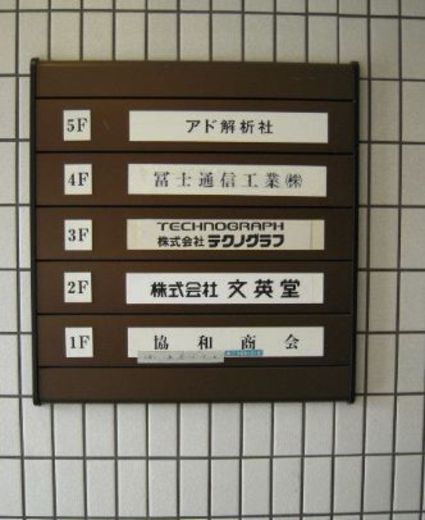 5F アド解析社
4F 冨士通信工業㈱
3F TECHNOGRAPH
株式会社 テクノグラフ
2F 株式会社 文英堂
1F 協和商会